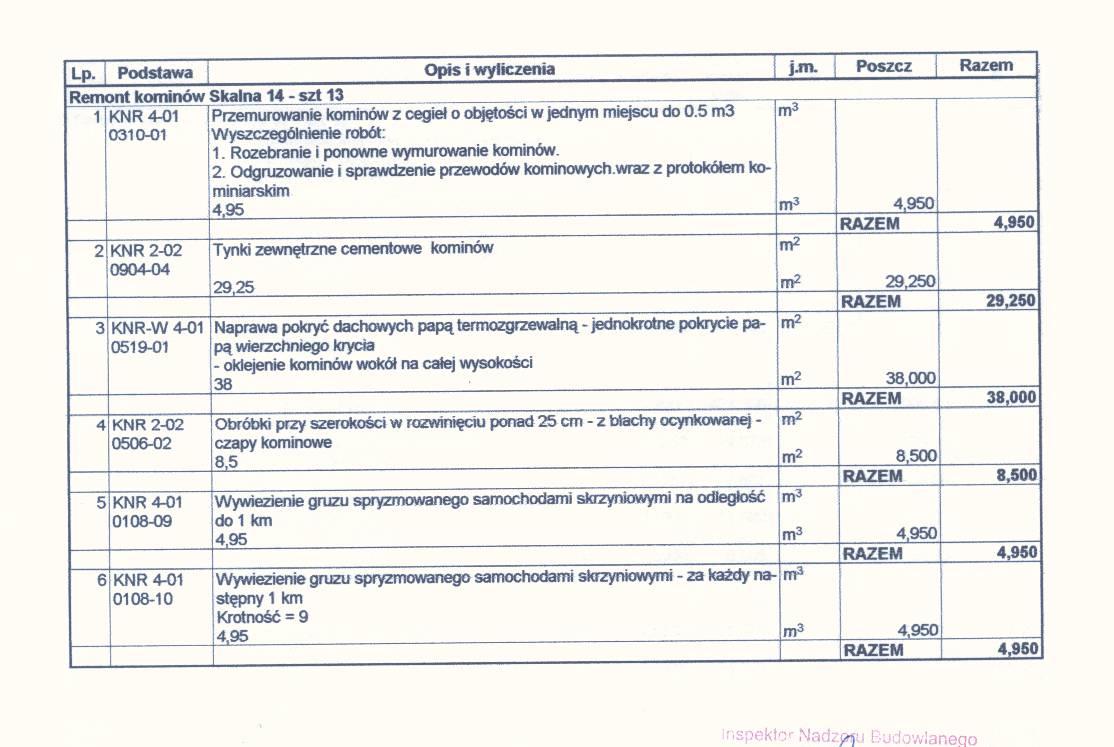 Lp. Podstawa Opis i wyliczenia j.m. Poszcz Razem
Remont kominów Skalna 14 - szt 13
1 KNR 4-01 Przemurowanie kominów z cegieł o objętości w jednym miejscu do 0.5 m3 m³
0310-01 Wyszczególnienie robót:
1. Rozebranie i ponowne wymurowanie kominów.
2. Odgruzowanie i sprawdzenie przewodów kominowych.wraz z protokółem ko-
miniarskim
4,95 m³ 4,950
RAZEM 4,950
2 KNR 2-02 Tynki zewnętrzne cementowe kominów m²
0904-04
29,25 m² 29,250
RAZEM 29,250
3 KNR-W 4-01 Naprawa pokryć dachowych papą termozgrzewalną - jednokrotne pokrycie pa- m²
0519-01 pą wierzchniego krycia
- oklejenie kominów wokół na całej wysokości
38 m² 38,000
RAZEM 38,000
4 KNR 2-02 Obróbki przy szerokości w rozwinięciu ponad 25 cm - z blachy ocynkowanej - m²
0506-02 czapy kominowe
8,5 m² 8,500
RAZEM 8,500
5 KNR 4-01 Wywiezienie gruzu spryzmowanego samochodami skrzyniowymi na odległość m³
0108-09 do 1 km
4,95 m³ 4,950
RAZEM 4,950
6 KNR 4-01 Wywiezienie gruzu spryzmowanego samochodami skrzyniowymi - za każdy na- m³
0108-10 stępny 1 km
Krotność = 9
4,95 m³ 4,950
RAZEM 4,950
Inspektor Nadzoru Budowlanego